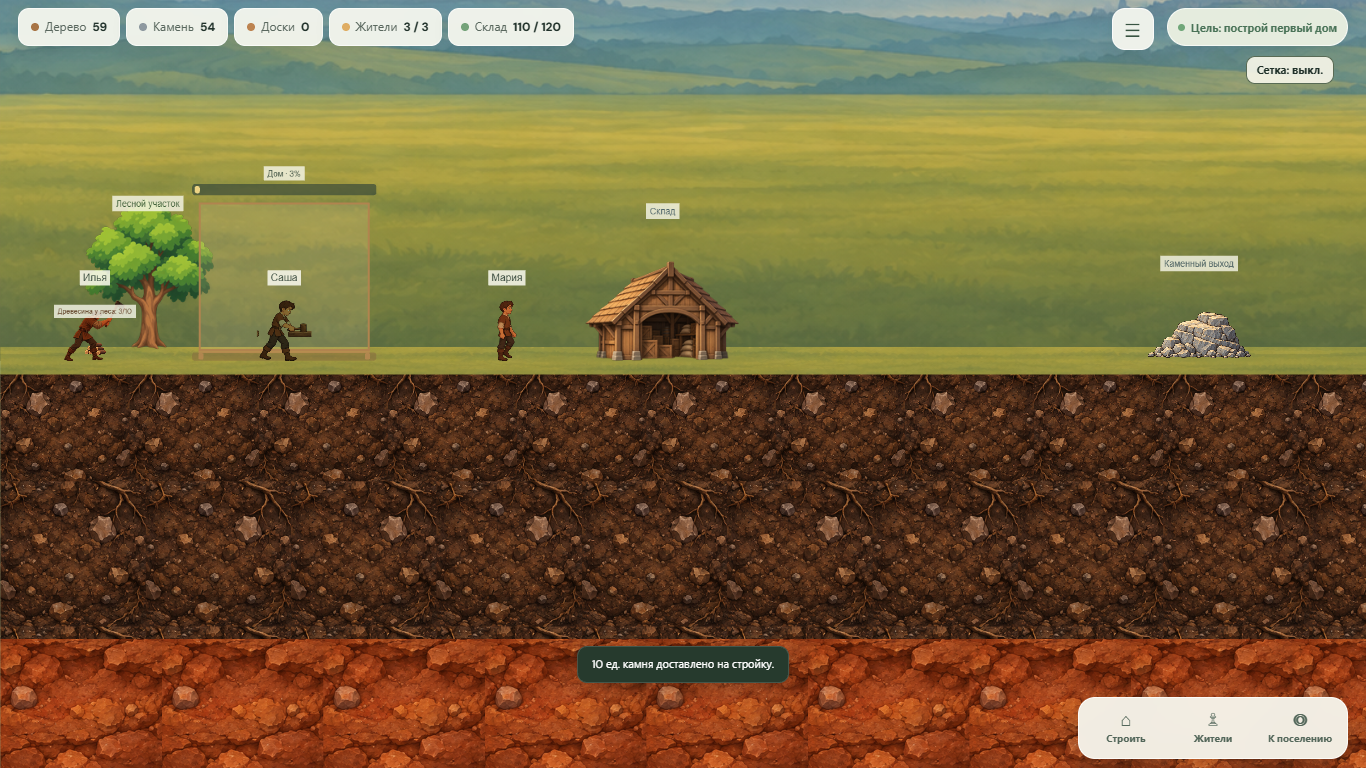 Дерево 59
Камень 54
Доски 0
Жители 3 / 3
Склад 110 / 120
☰
Цель: построй первый дом
Сетка: выкл.
Дом · 3%
Лесной участок
Склад
Каменный выход
Илья
Саша
Мария
Древесина у леса: 3/10
10 ед. камня доставлено на стройку.
Строить
Жители
К поселению